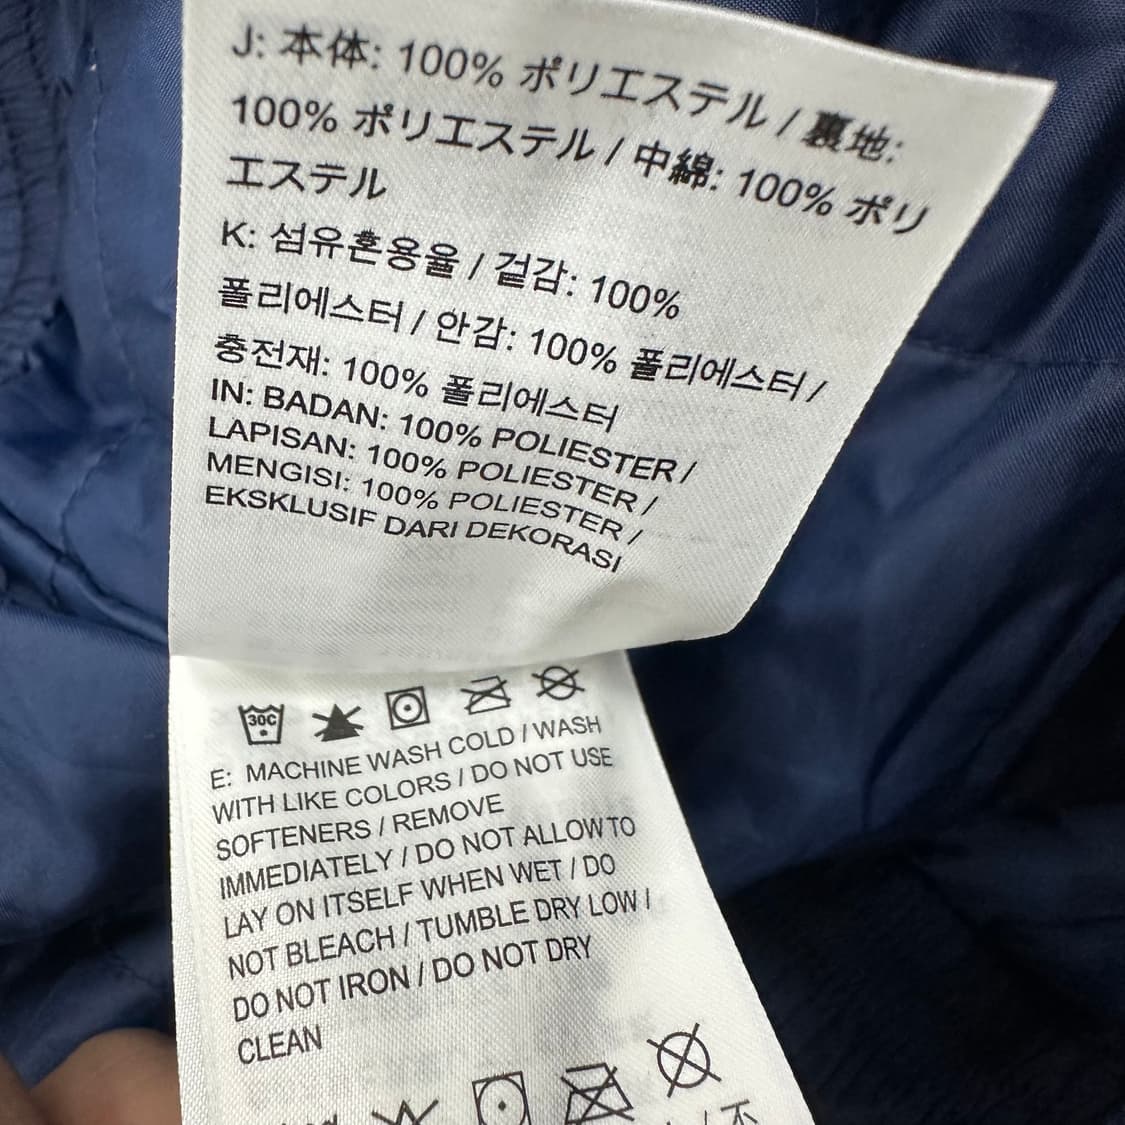 J: 本体: 100% ポリエステル / 裏地:
100% ポリエステル / 中綿: 100% ポリ
エステル
K: 섬유혼용율 / 겉감: 100%
폴리에스터 / 안감: 100% 폴리에스터 /
충전재: 100% 폴리에스터
IN: BADAN: 100% POLIESTER /
LAPISAN: 100% POLIESTER /
MENGISI: 100% POLIESTER /
EKSKLUSIF DARI DEKORASI
30C
E: MACHINE WASH COLD / WASH
WITH LIKE COLORS / DO NOT USE
SOFTENERS / REMOVE
IMMEDIATELY / DO NOT ALLOW TO
LAY ON ITSELF WHEN WET / DO
NOT BLEACH / TUMBLE DRY LOW /
DO NOT IRON / DO NOT DRY
CLEAN
/ 不